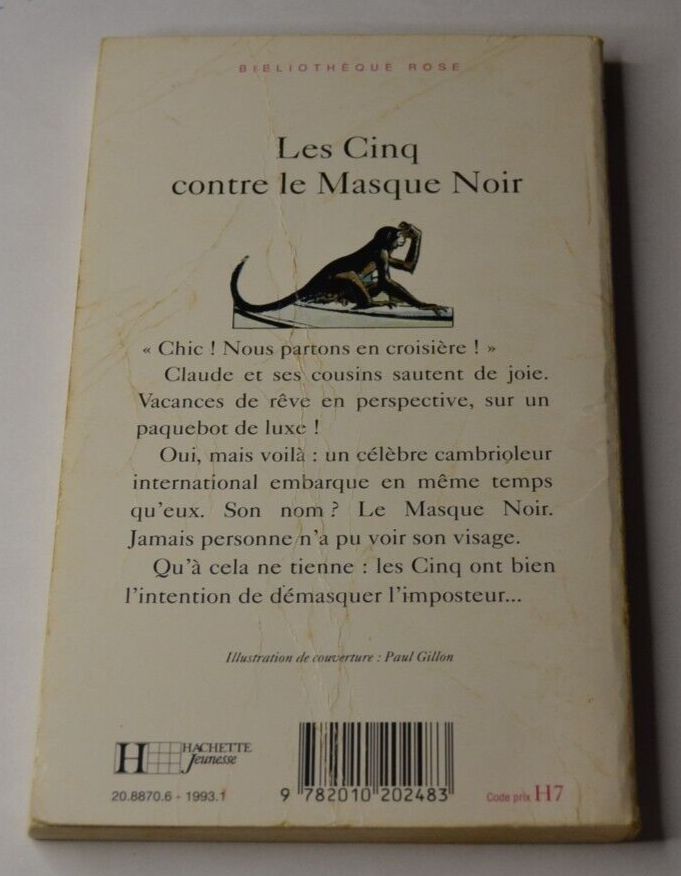 BIBLIOTHÈQUE ROSE
Les Cinq
contre le Masque Noir
« Chic ! Nous partons en croisière ! »
Claude et ses cousins sautent de joie.
Vacances de rêve en perspective, sur un
paquebot de luxe !
Oui, mais voilà : un célèbre cambrioleur
international embarque en même temps
qu'eux. Son nom ? Le Masque Noir.
Jamais personne n'a pu voir son visage.
Qu'à cela ne tienne : les Cinq ont bien
l'intention de démasquer l'imposteur...
Illustration de couverture : Paul Gillon
H HACHETTE
Jeunesse
20.8870.6 - 1993.1
9 782010 202483
Code prix H7